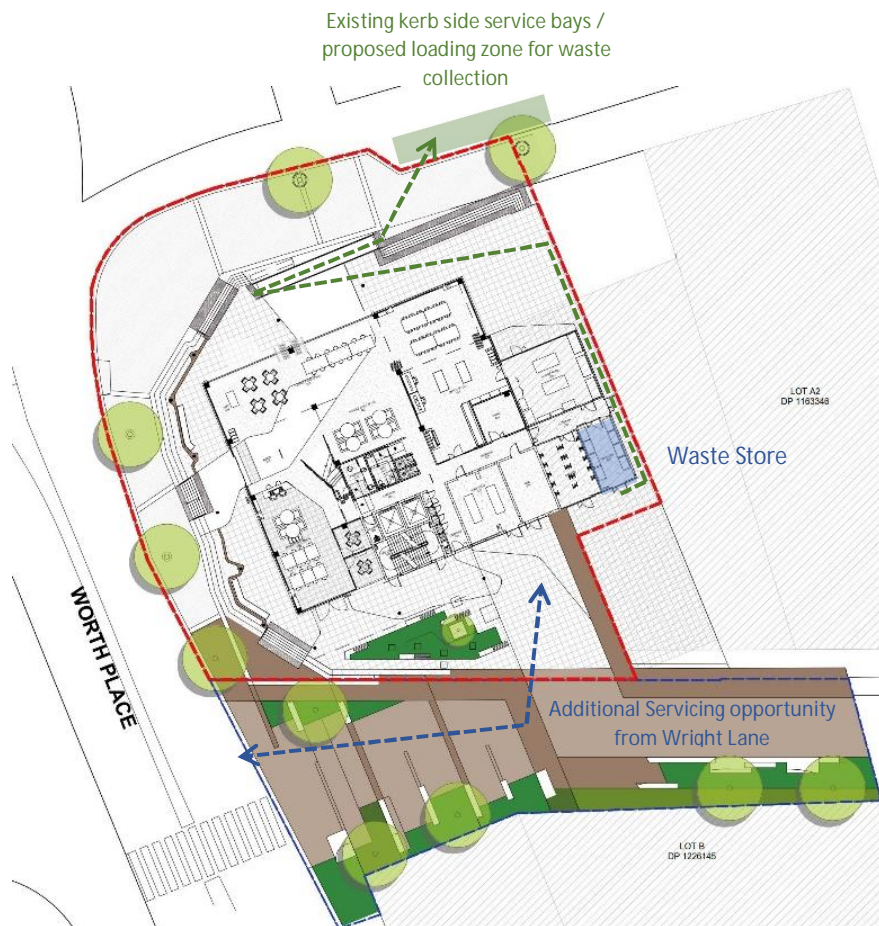 Existing kerb side service bays /
proposed loading zone for waste
collection
LOT A2
DP 1163346
Waste Store
WORTH PLACE
Additional Servicing opportunity
from Wright Lane
LOT B
DP 1226145